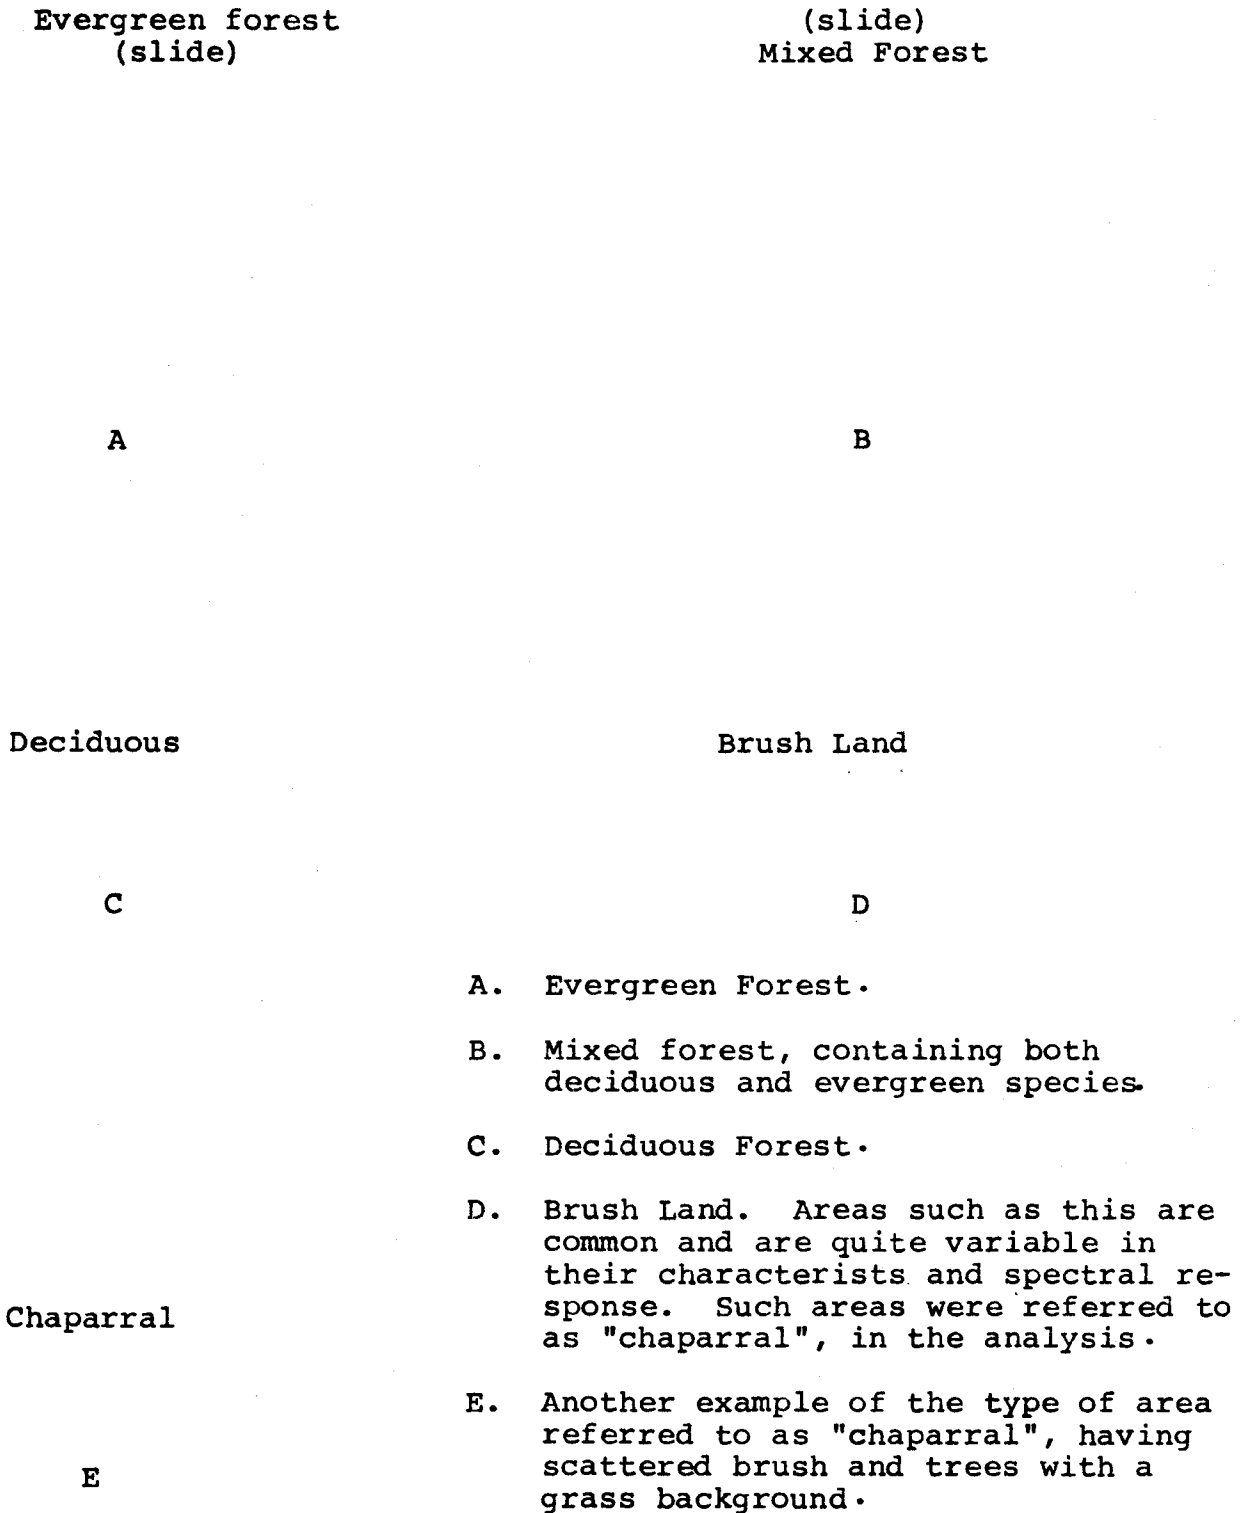 Evergreen forest
(slide)
(slide)
Mixed Forest
A
B
Deciduous
Brush Land
C
D
A. Evergreen Forest.
B. Mixed forest, containing both
deciduous and evergreen species.
C. Deciduous Forest.
D. Brush Land. Areas such as this are
common and are quite variable in
their characterists and spectral re-
sponse. Such areas were referred to
as "chaparral", in the analysis.
Chaparral
E. Another example of the type of area
referred to as "chaparral", having
scattered brush and trees with a
grass background.
E